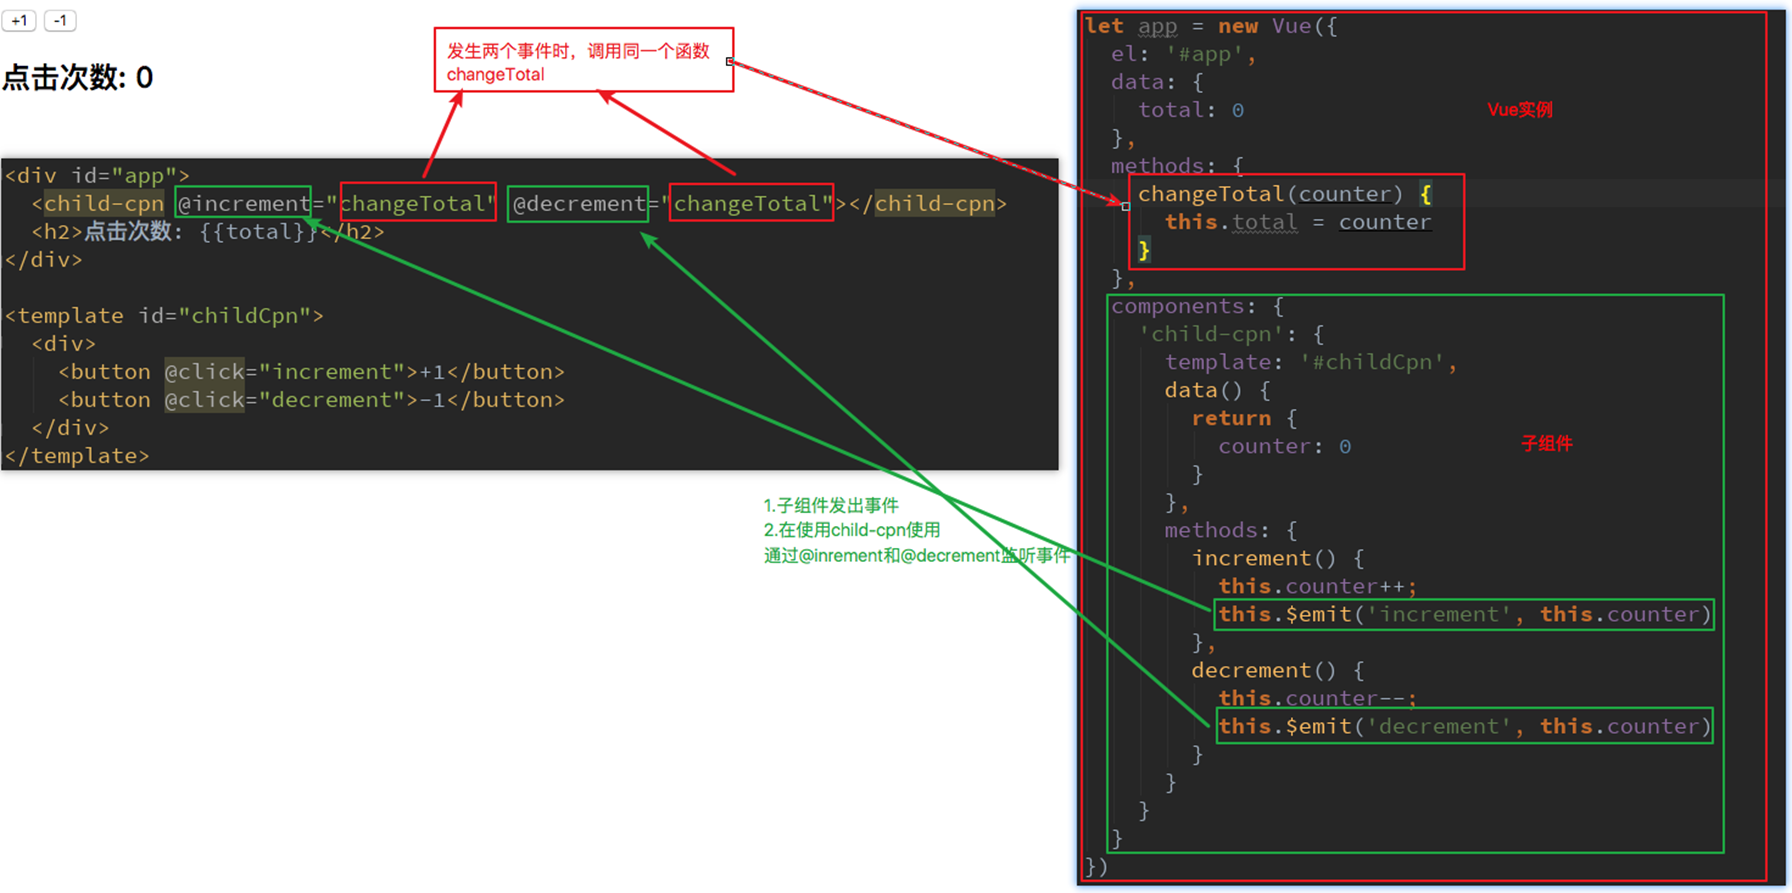 +1 -1
点击次数: 0
发生两个事件时，调用同一个函数
changeTotal
<div id="app">
<child-cpn @increment="changeTotal" @decrement="changeTotal"></child-cpn>
<h2>点击次数: {{total}}</h2>
</div>
<template id="childCpn">
<div>
<button @click="increment">+1</button>
<button @click="decrement">-1</button>
</div>
</template>
1.子组件发出事件
2.在使用child-cpn使用
通过@inrement和@decrement监听事件
let app = new Vue({
el: '#app',
data: {
total: 0
Vue实例
},
methods: {
changeTotal(counter) {
this.total = counter
}
},
components: {
'child-cpn': {
template: '#childCpn',
data() {
return {
counter: 0
子组件
}
},
methods: {
increment() {
this.counter++;
this.$emit('increment', this.counter)
},
decrement() {
this.counter--;
this.$emit('decrement', this.counter)
}
}
}
}
})